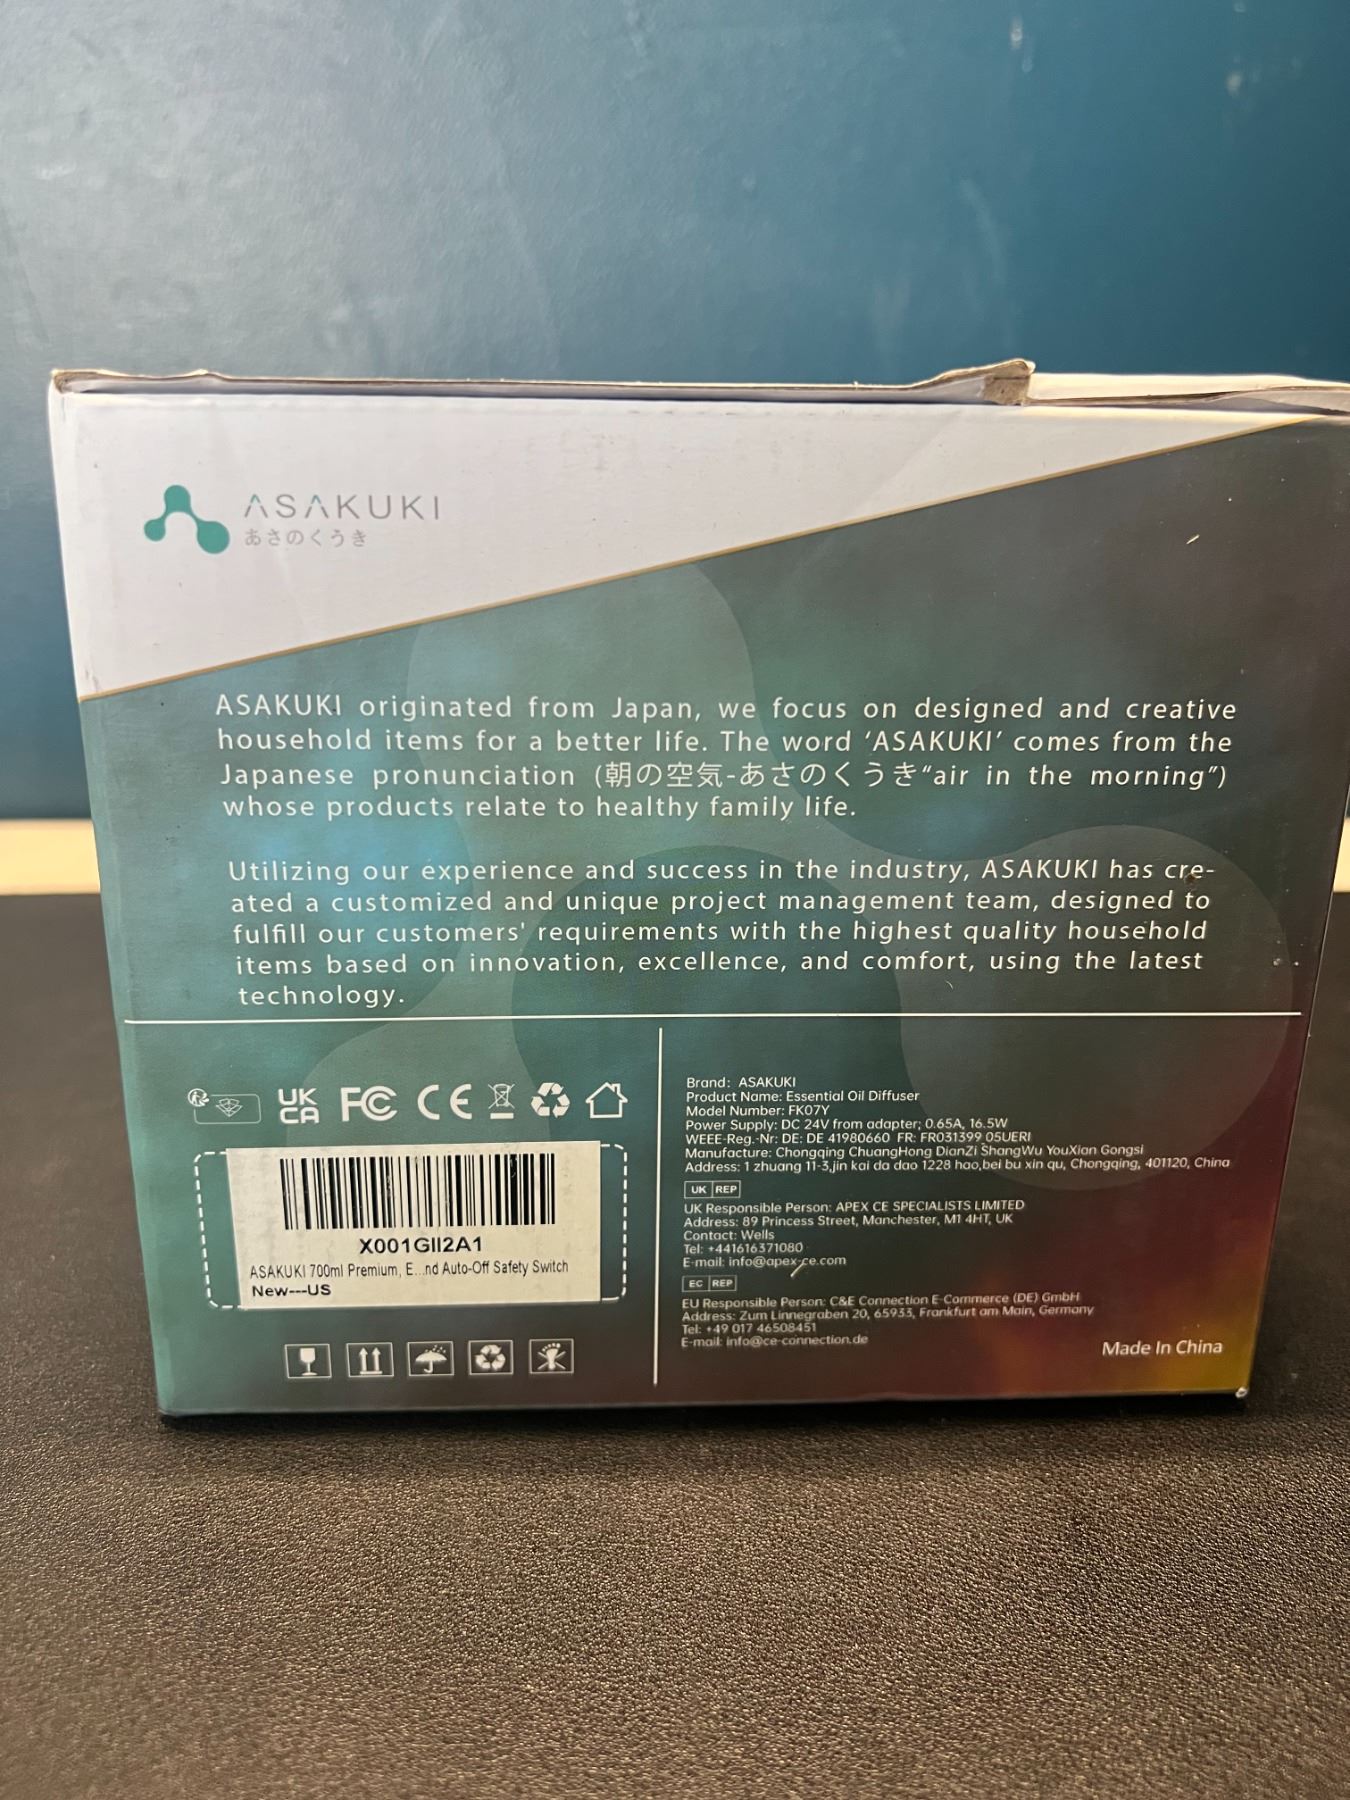 ASAKUKI
あさのくうき
ASAKUKI originated from Japan, we focus on designed and creative
household items for a better life. The word ‘ASAKUKI’ comes from the
Japanese pronunciation (朝の空気-あさのくうき“air in the morning”)
whose products relate to healthy family life.
Utilizing our experience and success in the industry, ASAKUKI has cre-
ated a customized and unique project management team, designed to
fulfill our customers' requirements with the highest quality household
items based on innovation, excellence, and comfort, using the latest
technology.
UK
CA
FC CE
X001GII2A1
ASAKUKI 700ml Premium, E...nd Auto-Off Safety Switch
New---US
Brand: ASAKUKI
Product Name: Essential Oil Diffuser
Model Number: FK07Y
Power Supply: DC 24V from adapter; 0.65A, 16.5W
WEEE-Reg.-Nr: DE: DE 41980660 FR: FR031399_05UERI
Manufacture: Chongqing ChuangHong DianZi ShangWu YouXian Gongsi
Address: 1 zhuang 11-3,jin kai da dao 1228 hao,bei bu xin qu, Chongqing, 401120, China
UK REP
UK Responsible Person: APEX CE SPECIALISTS LIMITED
Address: 89 Princess Street, Manchester, M1 4HT, UK
Contact: Wells
Tel: +441616371080
E-mail: info@apex-ce.com
EC REP
EU Responsible Person: C&E Connection E-Commerce (DE) GmbH
Address: Zum Linnegraben 20, 65933, Frankfurt am Main, Germany
Tel: +49 017 46508451
E-mail: info@ce-connection.de
Made In China